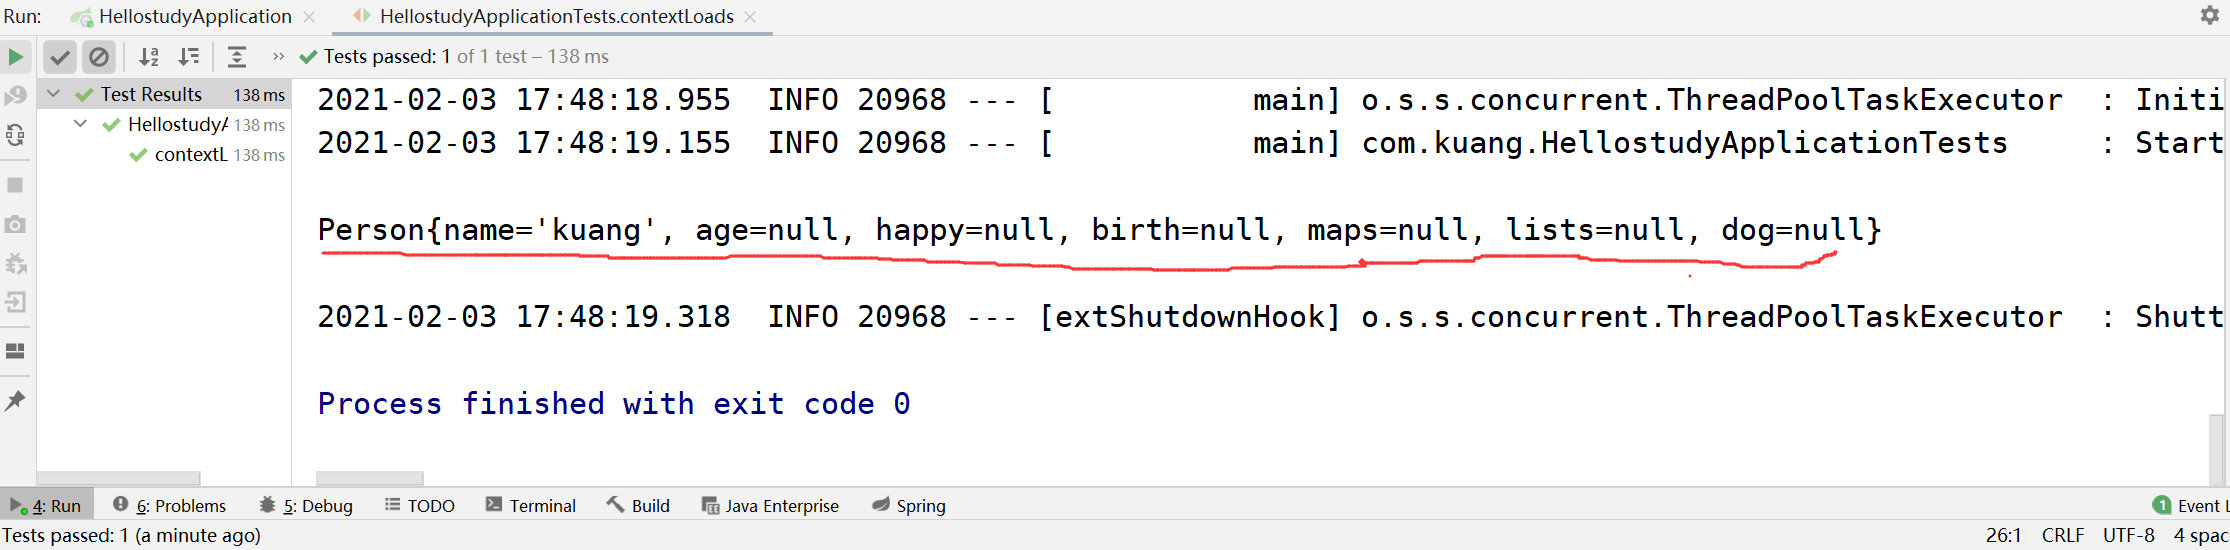 Run: HellostudyApplication HellostudyApplicationTests.contextLoads
Tests passed: 1 of 1 test – 138 ms
Test Results 138 ms
HellostudyA 138 ms
contextL 138 ms
2021-02-03 17:48:18.955  INFO 20968 --- [           main] o.s.s.concurrent.ThreadPoolTaskExecutor  : Initi
2021-02-03 17:48:19.155  INFO 20968 --- [           main] com.kuang.HellostudyApplicationTests     : Start
Person{name='kuang', age=null, happy=null, birth=null, maps=null, lists=null, dog=null}
2021-02-03 17:48:19.318  INFO 20968 --- [extShutdownHook] o.s.s.concurrent.ThreadPoolTaskExecutor  : Shutt
Process finished with exit code 0
4: Run 6: Problems 5: Debug TODO Terminal Build Java Enterprise Spring 1 Event L
Tests passed: 1 (a minute ago) 26:1 CRLF UTF-8 4 spac